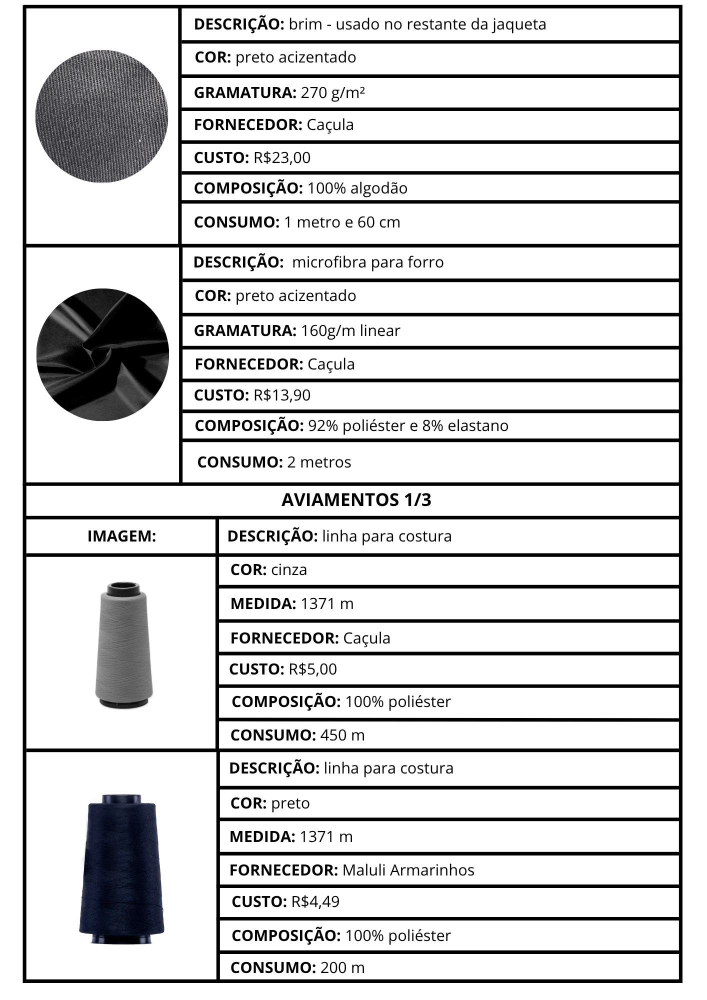 DESCRIÇÃO: brim - usado no restante da jaqueta
COR: preto acizentado
GRAMATURA: 270 g/m²
FORNECEDOR: Caçula
CUSTO: R$23,00
COMPOSIÇÃO: 100% algodão
CONSUMO: 1 metro e 60 cm
DESCRIÇÃO: microfibra para forro
COR: preto acizentado
GRAMATURA: 160g/m linear
FORNECEDOR: Caçula
CUSTO: R$13,90
COMPOSIÇÃO: 92% poliéster e 8% elastano
CONSUMO: 2 metros
AVIAMENTOS 1/3
IMAGEM:
DESCRIÇÃO: linha para costura
COR: cinza
MEDIDA: 1371 m
FORNECEDOR: Caçula
CUSTO: R$5,00
COMPOSIÇÃO: 100% poliéster
CONSUMO: 450 m
DESCRIÇÃO: linha para costura
COR: preto
MEDIDA: 1371 m
FORNECEDOR: Maluli Armarinhos
CUSTO: R$4,49
COMPOSIÇÃO: 100% poliéster
CONSUMO: 200 m